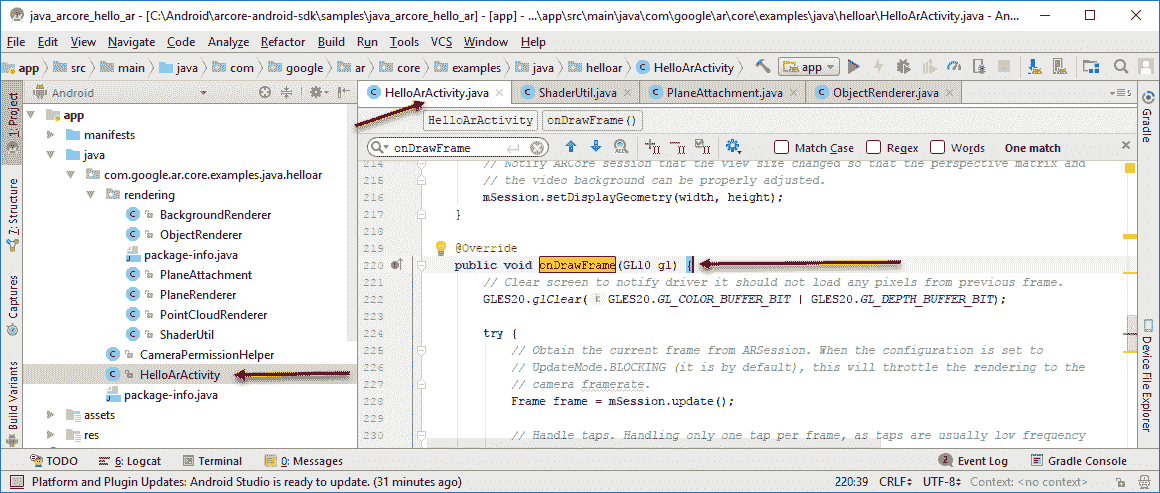 java_arcore_hello_ar - [C:\Android\arcore-android-sdk\samples\java_arcore_hello_ar] - [app] - ...\app\src\main\java\com\google\ar\core\examples\java\helloar\HelloArActivity.java - An...
File Edit View Navigate Code Analyze Refactor Build Run Tools VCS Window Help
app src main java com google ar core examples java helloar HelloArActivity app
Android
HelloArActivity.java ShaderUtil.java PlaneAttachment.java ObjectRenderer.java
HelloArActivity onDrawFrame()
onDrawFrame Match Case Regex Words One match
1: Project
Z: Structure
Captures
Build Variants
app
manifests
java
com.google.ar.core.examples.java.helloar
rendering
BackgroundRenderer
ObjectRenderer
package-info.java
PlaneAttachment
PlaneRenderer
PointCloudRenderer
ShaderUtil
CameraPermissionHelper
HelloArActivity
package-info.java
assets
res
214 // Notify ARCore session that the view size changed so that the perspective matrix and
215 // the video background can be properly adjusted.
216 mSession.setDisplayGeometry(width, height);
217 }
218
219 @Override
220 public void onDrawFrame(GL10 gl) {
221 // Clear screen to notify driver it should not load any pixels from previous frame.
222 GLES20.glClear( i: GLES20.GL_COLOR_BUFFER_BIT | GLES20.GL_DEPTH_BUFFER_BIT);
223
224 try {
225 // Obtain the current frame from ARSession. When the configuration is set to
226 // UpdateMode.BLOCKING (it is by default), this will throttle the rendering to the
227 // camera framerate.
228 Frame frame = mSession.update();
229
230 // Handle taps. Handling only one tap per frame, as taps are usually low frequency
Gradle
Device File Explorer
TODO 6: Logcat Terminal 0: Messages 2 Event Log Gradle Console
Platform and Plugin Updates: Android Studio is ready to update. (31 minutes ago) 220:39 CRLF÷ UTF-8÷ Context: <no context>